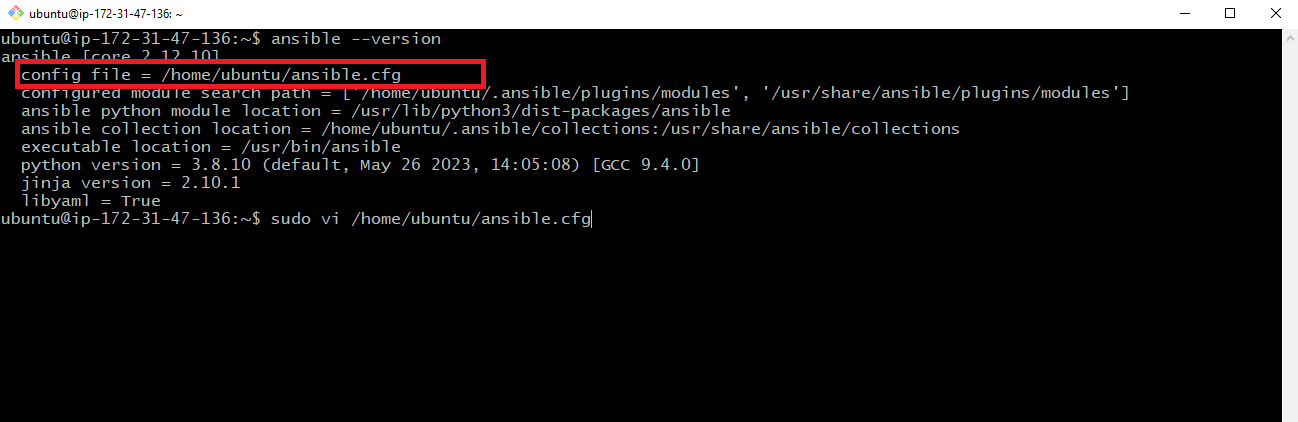 ubuntu@ip-172-31-47-136: ~
ubuntu@ip-172-31-47-136:~$ ansible --version
ansible [core 2.12.10]
config file = /home/ubuntu/ansible.cfg
configured module search path = ['/home/ubuntu/.ansible/plugins/modules', '/usr/share/ansible/plugins/modules']
ansible python module location = /usr/lib/python3/dist-packages/ansible
ansible collection location = /home/ubuntu/.ansible/collections:/usr/share/ansible/collections
executable location = /usr/bin/ansible
python version = 3.8.10 (default, May 26 2023, 14:05:08) [GCC 9.4.0]
jinja version = 2.10.1
libyaml = True
ubuntu@ip-172-31-47-136:~$ sudo vi /home/ubuntu/ansible.cfg